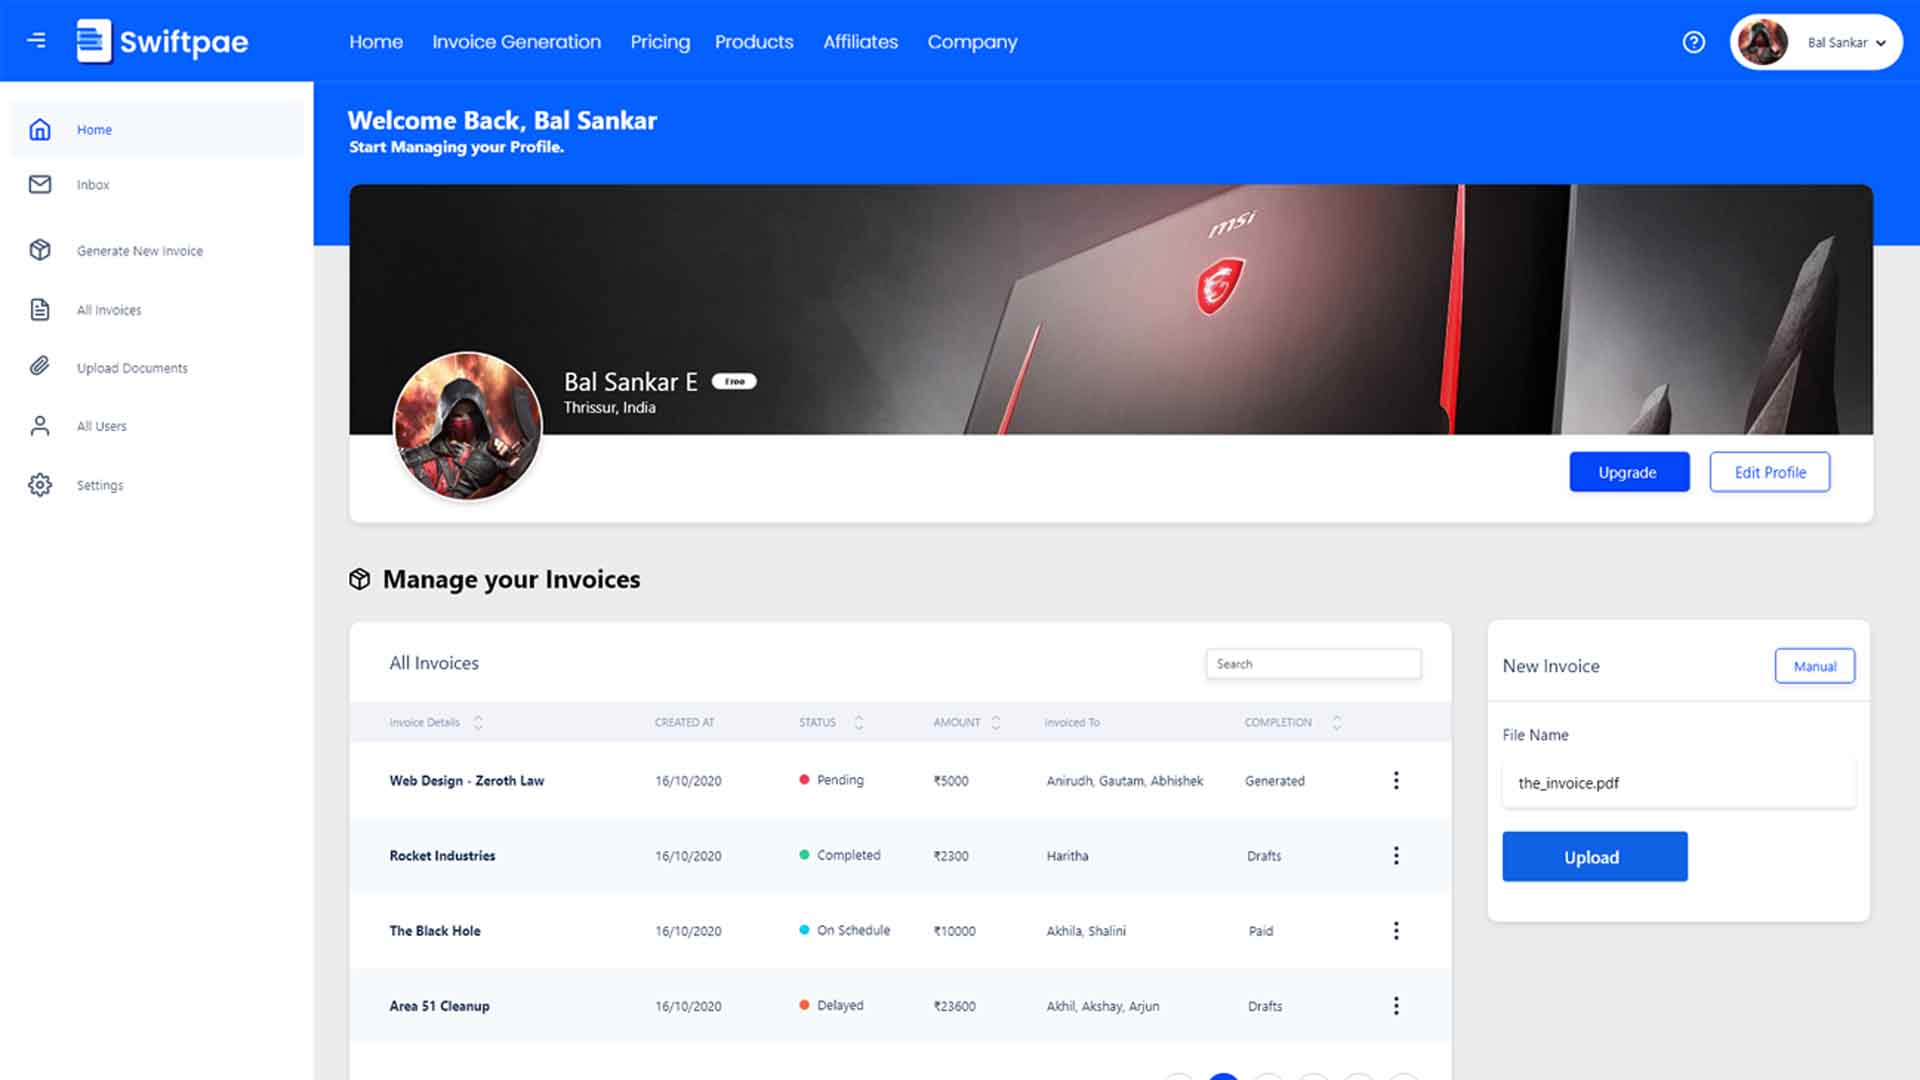 Swiftpae
Home Invoice Generation Pricing Products Affiliates Company
Bal Sankar
Home
Inbox
Generate New Invoice
All Invoices
Upload Documents
All Users
Settings
Welcome Back, Bal Sankar
Start Managing your Profile.
msi
Bal Sankar E Free
Thrissur, India
Upgrade Edit Profile
Manage your Invoices
All Invoices Search
Invoice Details CREATED AT STATUS AMOUNT Invoiced To COMPLETION
Web Design - Zeroth Law 16/10/2020 Pending ₹5000 Anirudh, Gautam, Abhishek Generated
Rocket Industries 16/10/2020 Completed ₹2300 Haritha Drafts
The Black Hole 16/10/2020 On Schedule ₹10000 Akhila, Shalini Paid
Area 51 Cleanup 16/10/2020 Delayed ₹23600 Akhil, Akshay, Arjun Drafts
New Invoice Manual
File Name
the_invoice.pdf
Upload